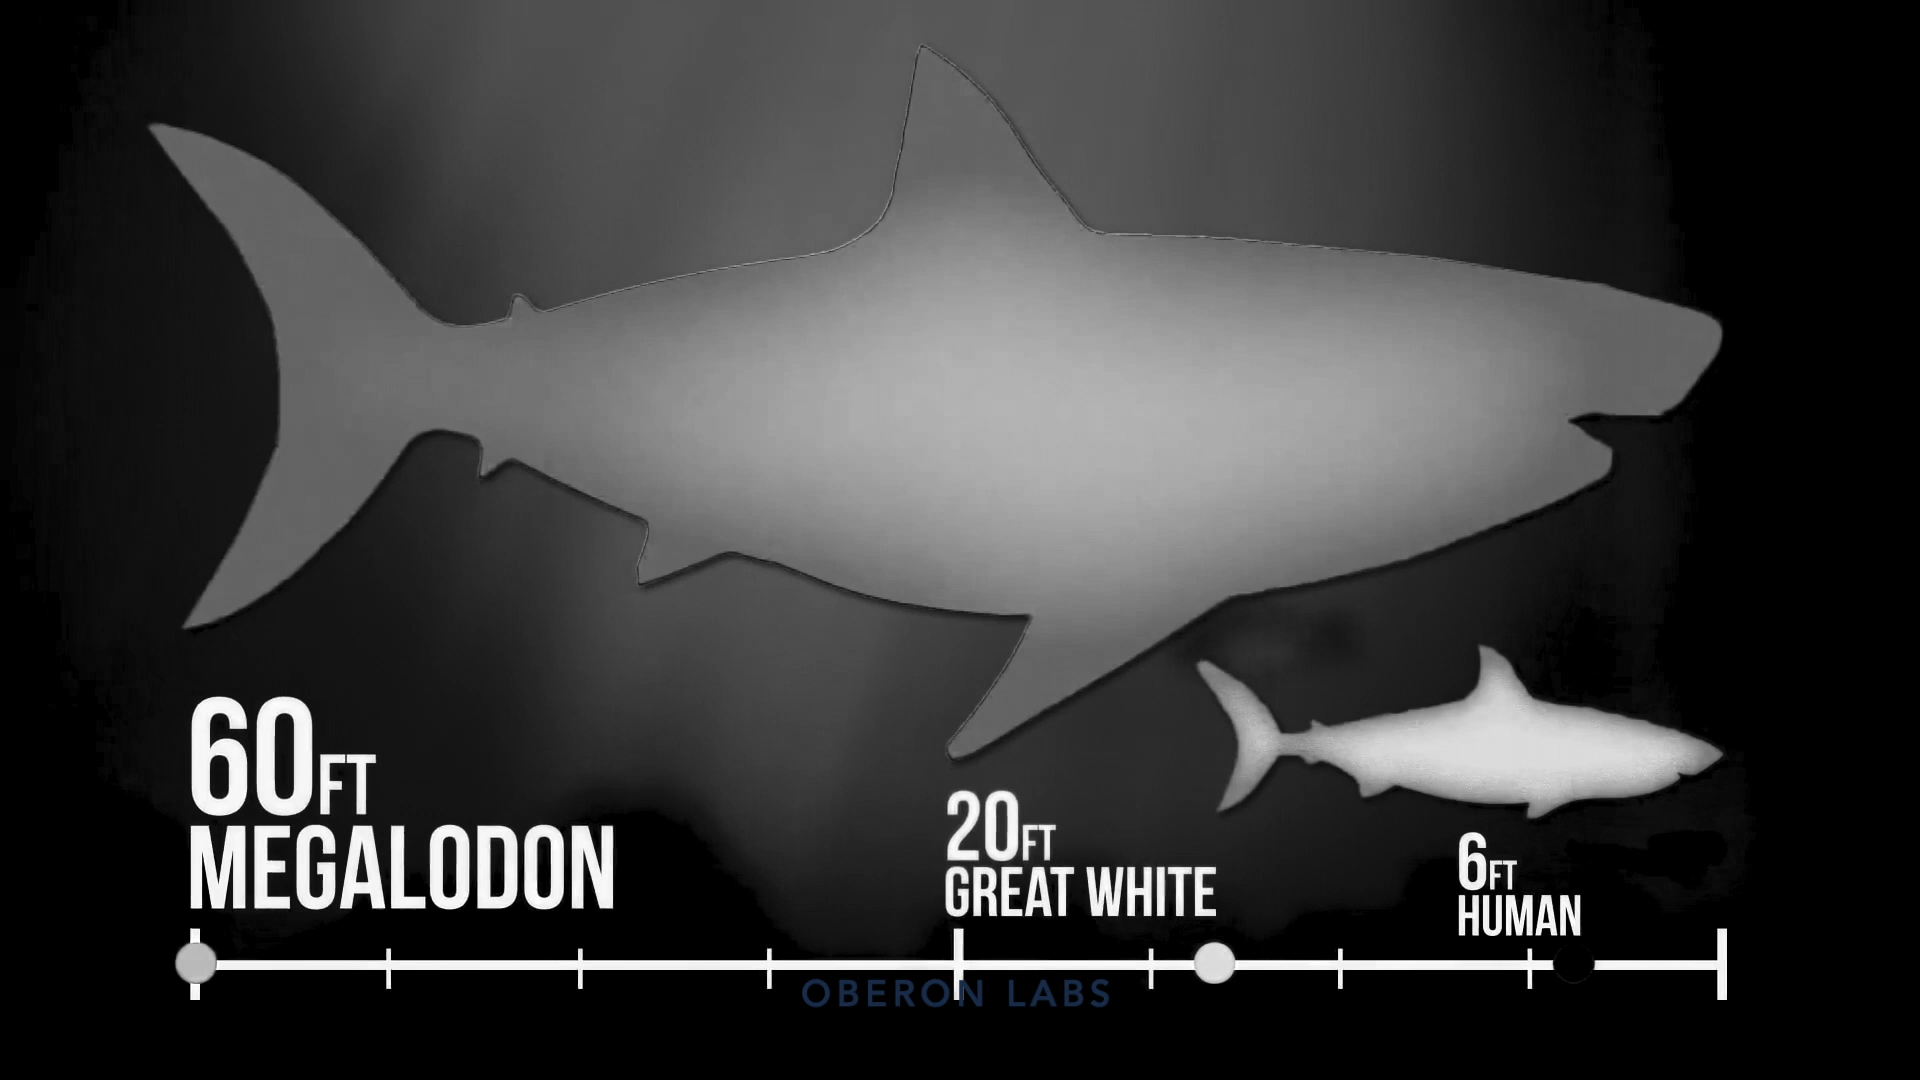 60FT
MEGALODON
20FT
GREAT WHITE
6FT
HUMAN
OBERON LABS